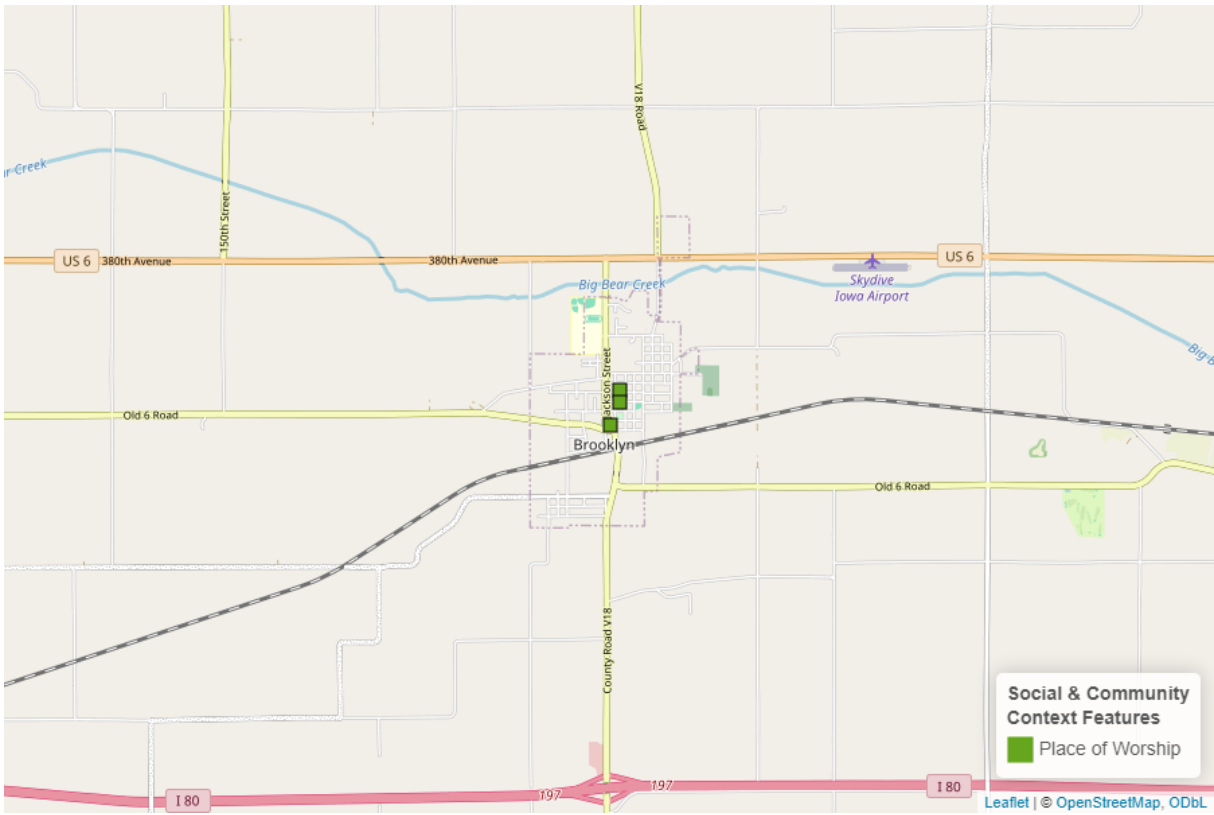 V18 Road
ar Creek
150th Street
US 6
380th Avenue
380th Avenue
US 6
Skydive
Iowa Airport
Big Bear Creek
Big B
Jackson Street
Old 6 Road
Brooklyn
Old 6 Road
County Road V18
Social & Community
Context Features
Place of Worship
I 80
197
197
I 80
Leaflet | © OpenStreetMap, ODbL